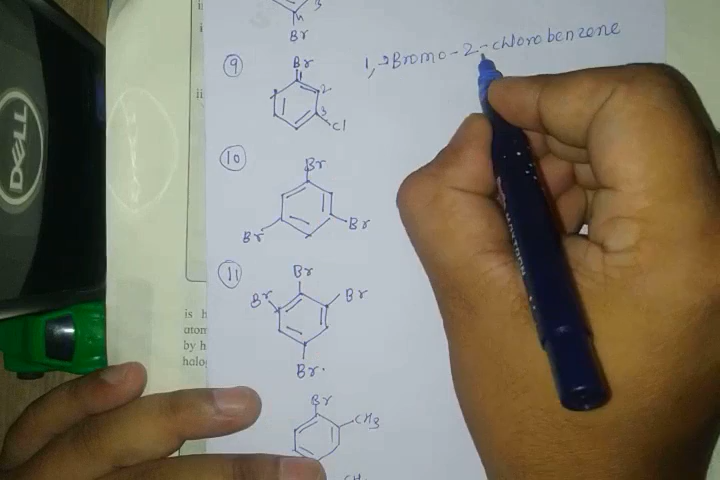 Br
9
Br
1,
-Bromo-2-chlorobenzene
2
3
Cl
DELL
10
Br
Br
Br
11
Br
Br
Br
Br.
is h
atom
by h
halo
Br
CH3